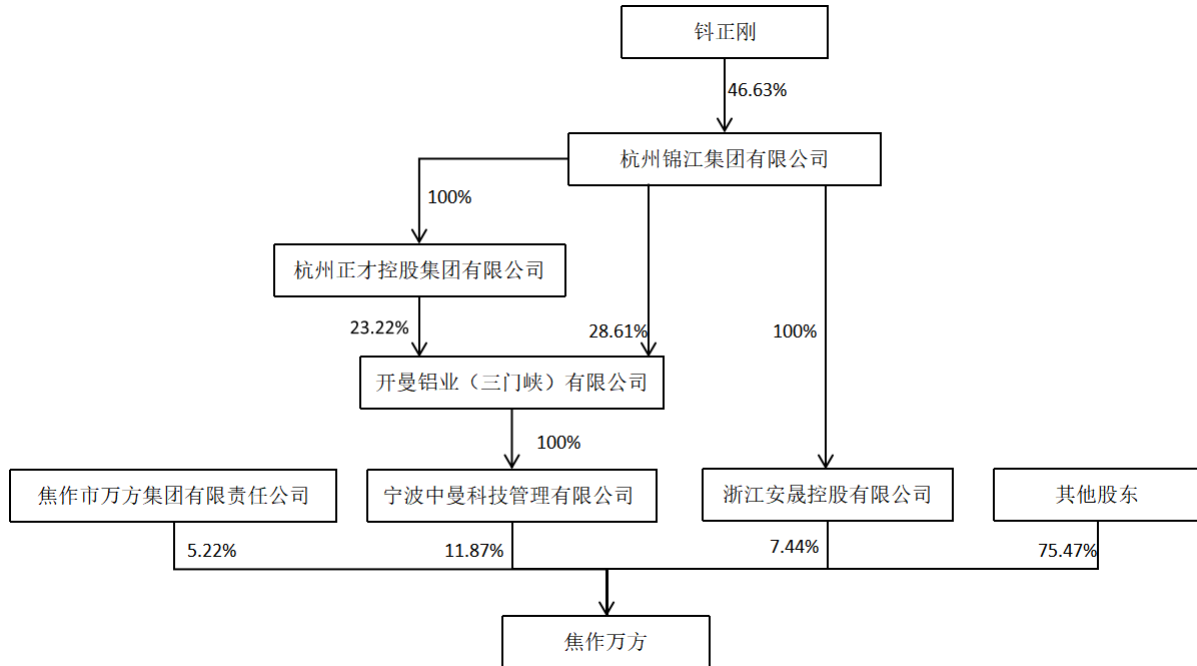 钭正刚
46.63%
杭州锦江集团有限公司
100%
杭州正才控股集团有限公司
23.22%
28.61%
100%
开曼铝业（三门峡）有限公司
100%
焦作市万方集团有限责任公司
宁波中曼科技管理有限公司
浙江安晟控股有限公司
其他股东
5.22%
11.87%
7.44%
75.47%
焦作万方